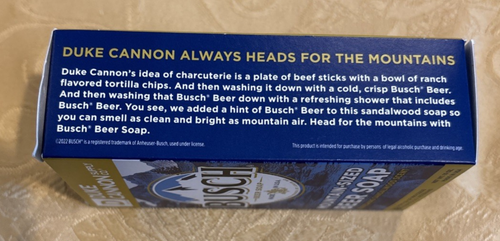 DUKE CANNON ALWAYS HEADS FOR THE MOUNTAINS
Duke Cannon's idea of charcuterie is a plate of beef sticks with a bowl of ranch
flavored tortilla chips. And then washing it down with a cold, crisp Busch® Beer.
And then washing that Busch® Beer down with a refreshing shower that includes
Busch® Beer. You see, we added a hint of Busch® Beer to this sandalwood soap so
you can smell as clean and bright as mountain air. Head for the mountains with
Busch® Beer Soap.
©2022 BUSCH® is a registered trademark of Anheuser-Busch, used under license.
This product is intended for purchase by persons of legal alcoholic purchase and drinking age.
DUKE
CANNON
BUSCH
SIZED
BEER SOAP